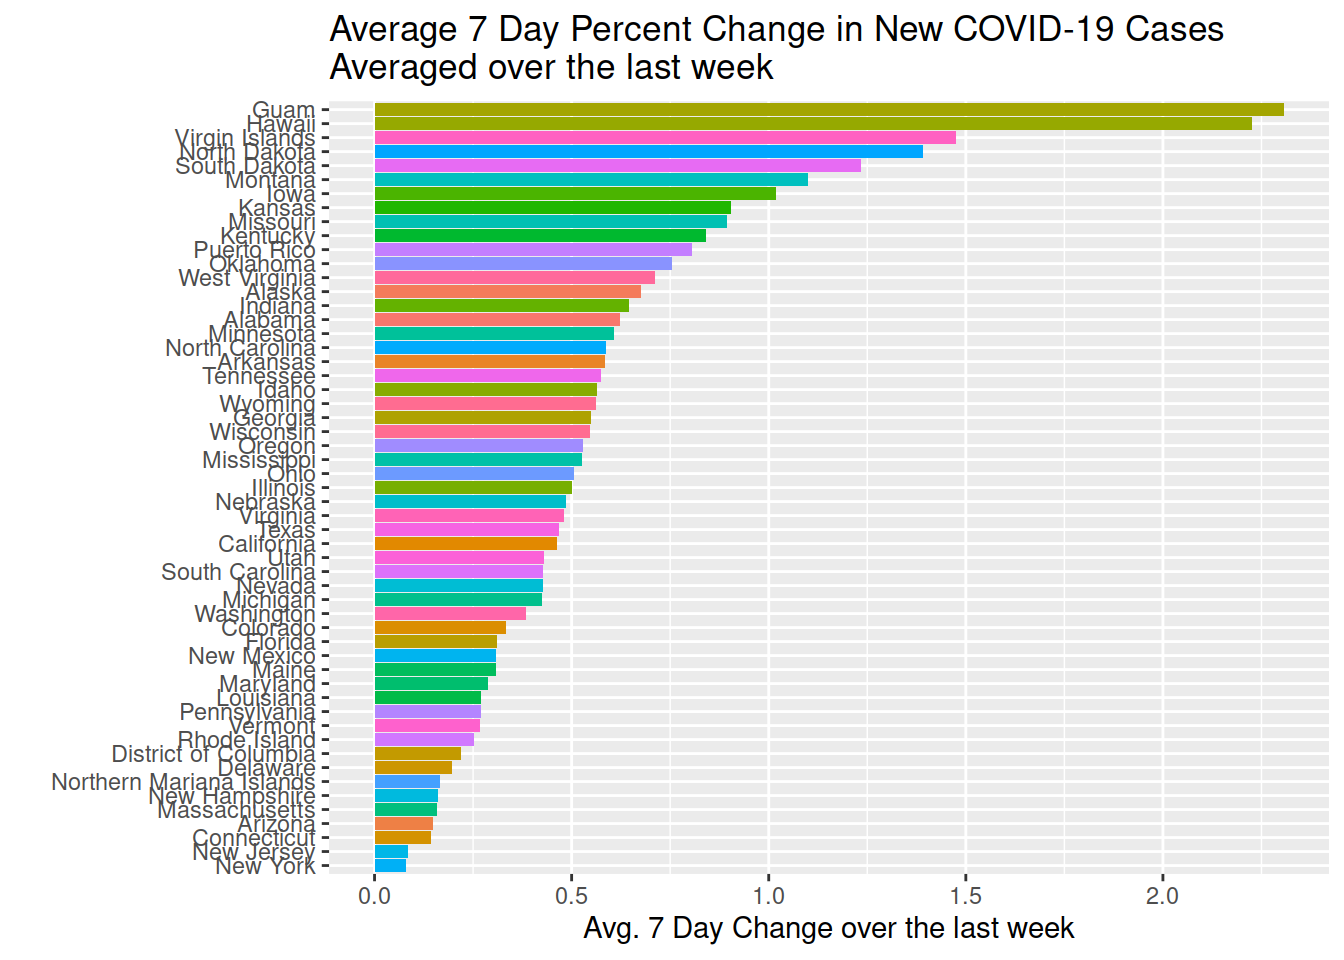 Average 7 Day Percent Change in New COVID-19 Cases
Averaged over the last week
Guam
Hawaii
Virgin Islands
North Dakota
South Dakota
Montana
Iowa
Kansas
Missouri
Kentucky
Puerto Rico
Oklahoma
West Virginia
Alaska
Indiana
Alabama
Minnesota
North Carolina
Arkansas
Tennessee
Idaho
Wyoming
Georgia
Wisconsin
Oregon
Mississippi
Ohio
Illinois
Nebraska
Virginia
Texas
California
Utah
South Carolina
Nevada
Michigan
Washington
Colorado
Florida
New Mexico
Maine
Maryland
Louisiana
Pennsylvania
Vermont
Rhode Island
District of Columbia
Delaware
Northern Mariana Islands
New Hampshire
Massachusetts
Arizona
Connecticut
New Jersey
New York
0.0 0.5 1.0 1.5 2.0
Avg. 7 Day Change over the last week